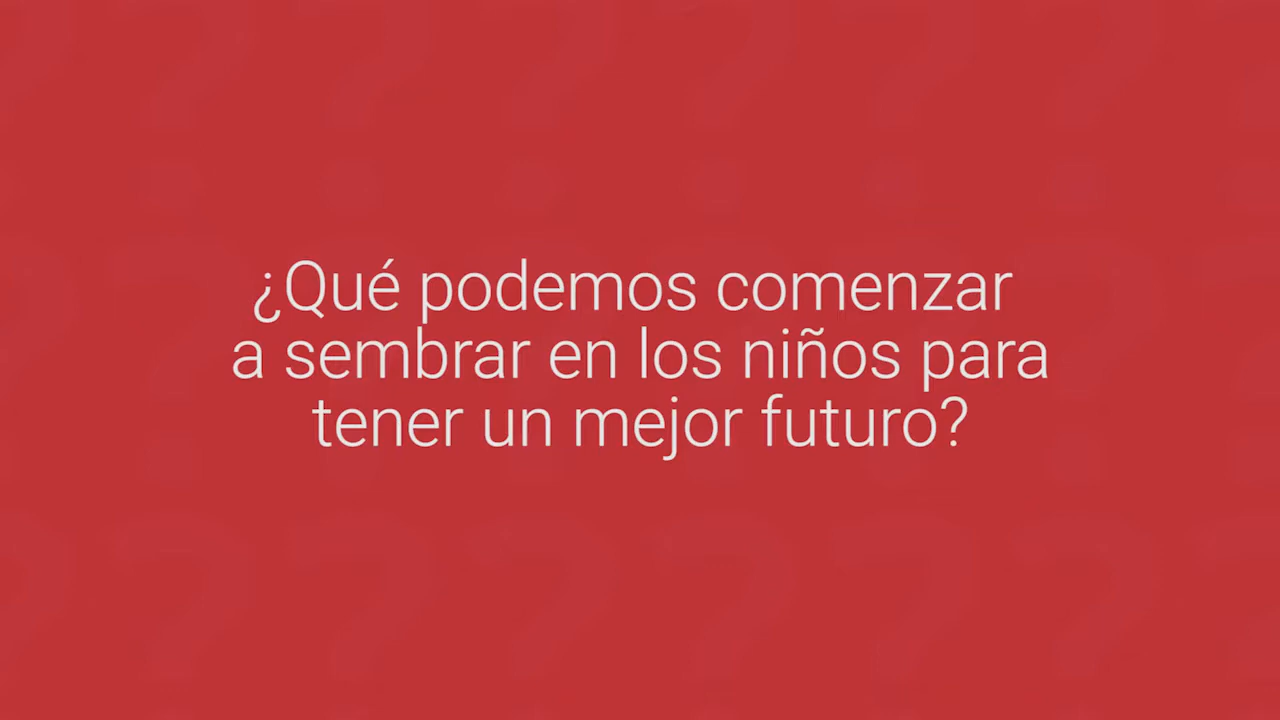 ¿Qué podemos comenzar
a sembrar en los niños para
tener un mejor futuro?